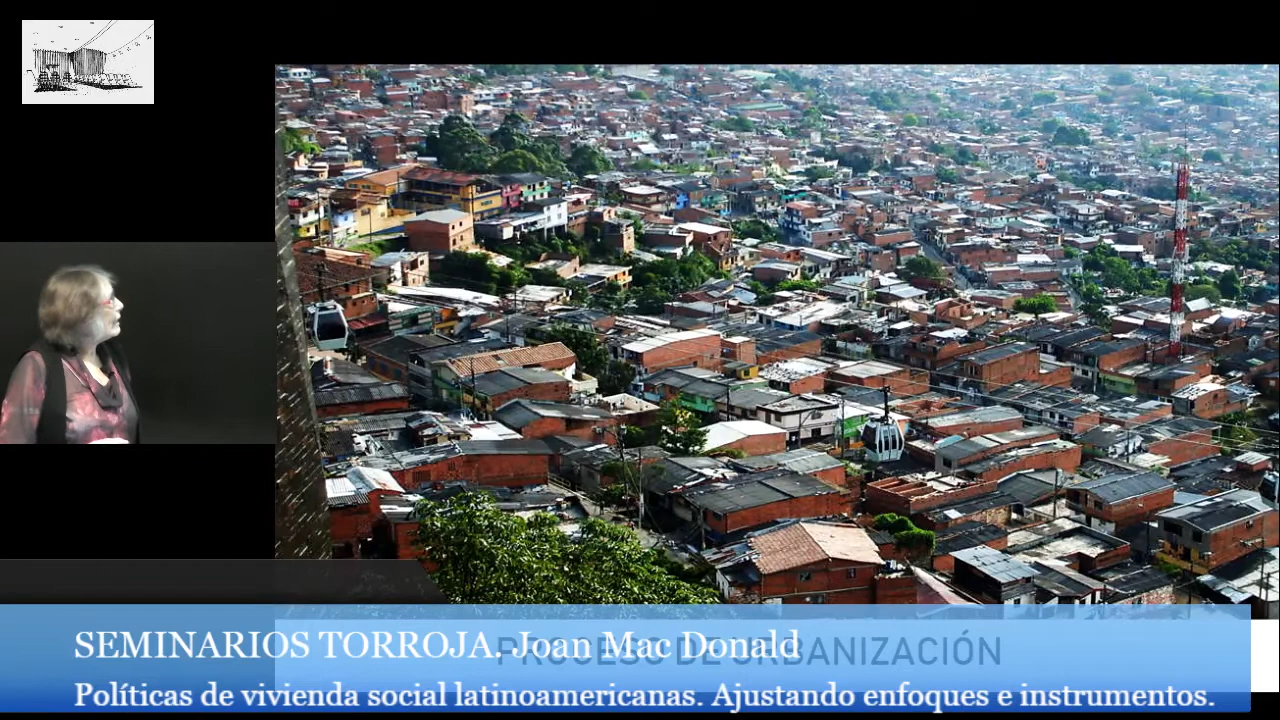 PROCESO DE URBANIZACIÓN
SEMINARIOS TORROJA. Joan Mac Donald
Políticas de vivienda social latinoamericanas. Ajustando enfoques e instrumentos.